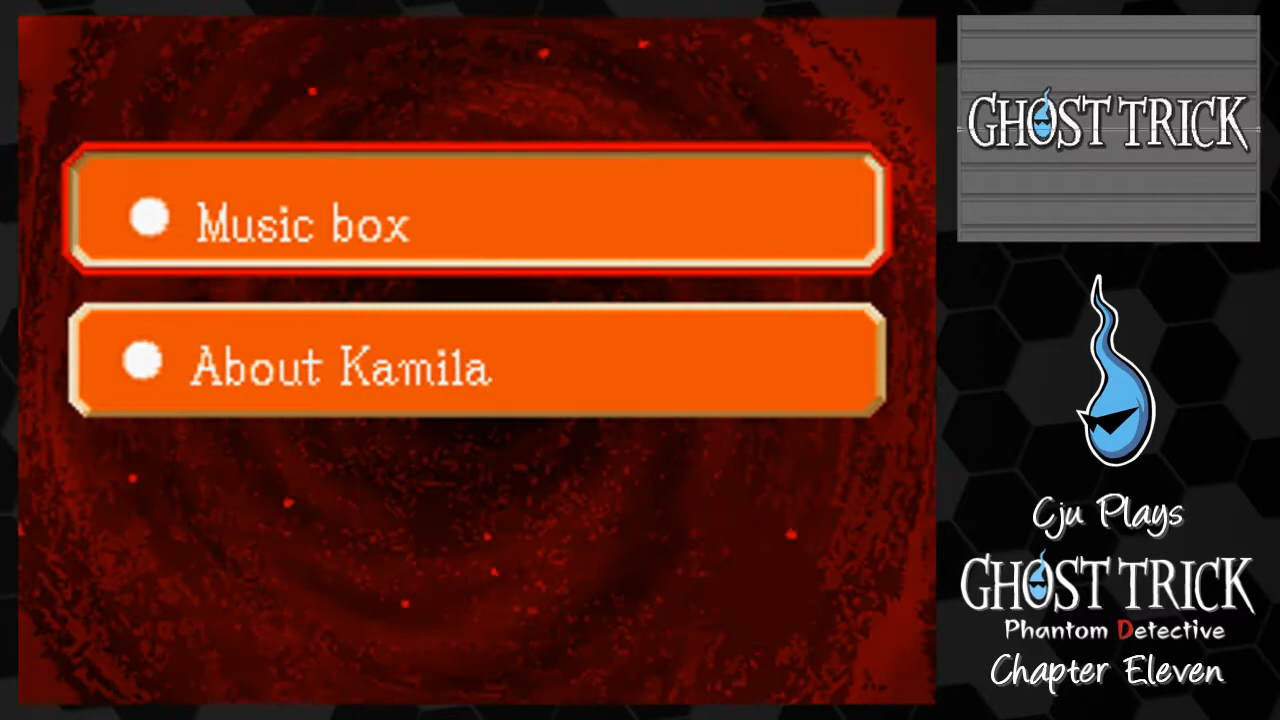 Music box
About Kamila
GHOST TRICK
Cju Plays
GHOST TRICK
Phantom Detective
Chapter Eleven